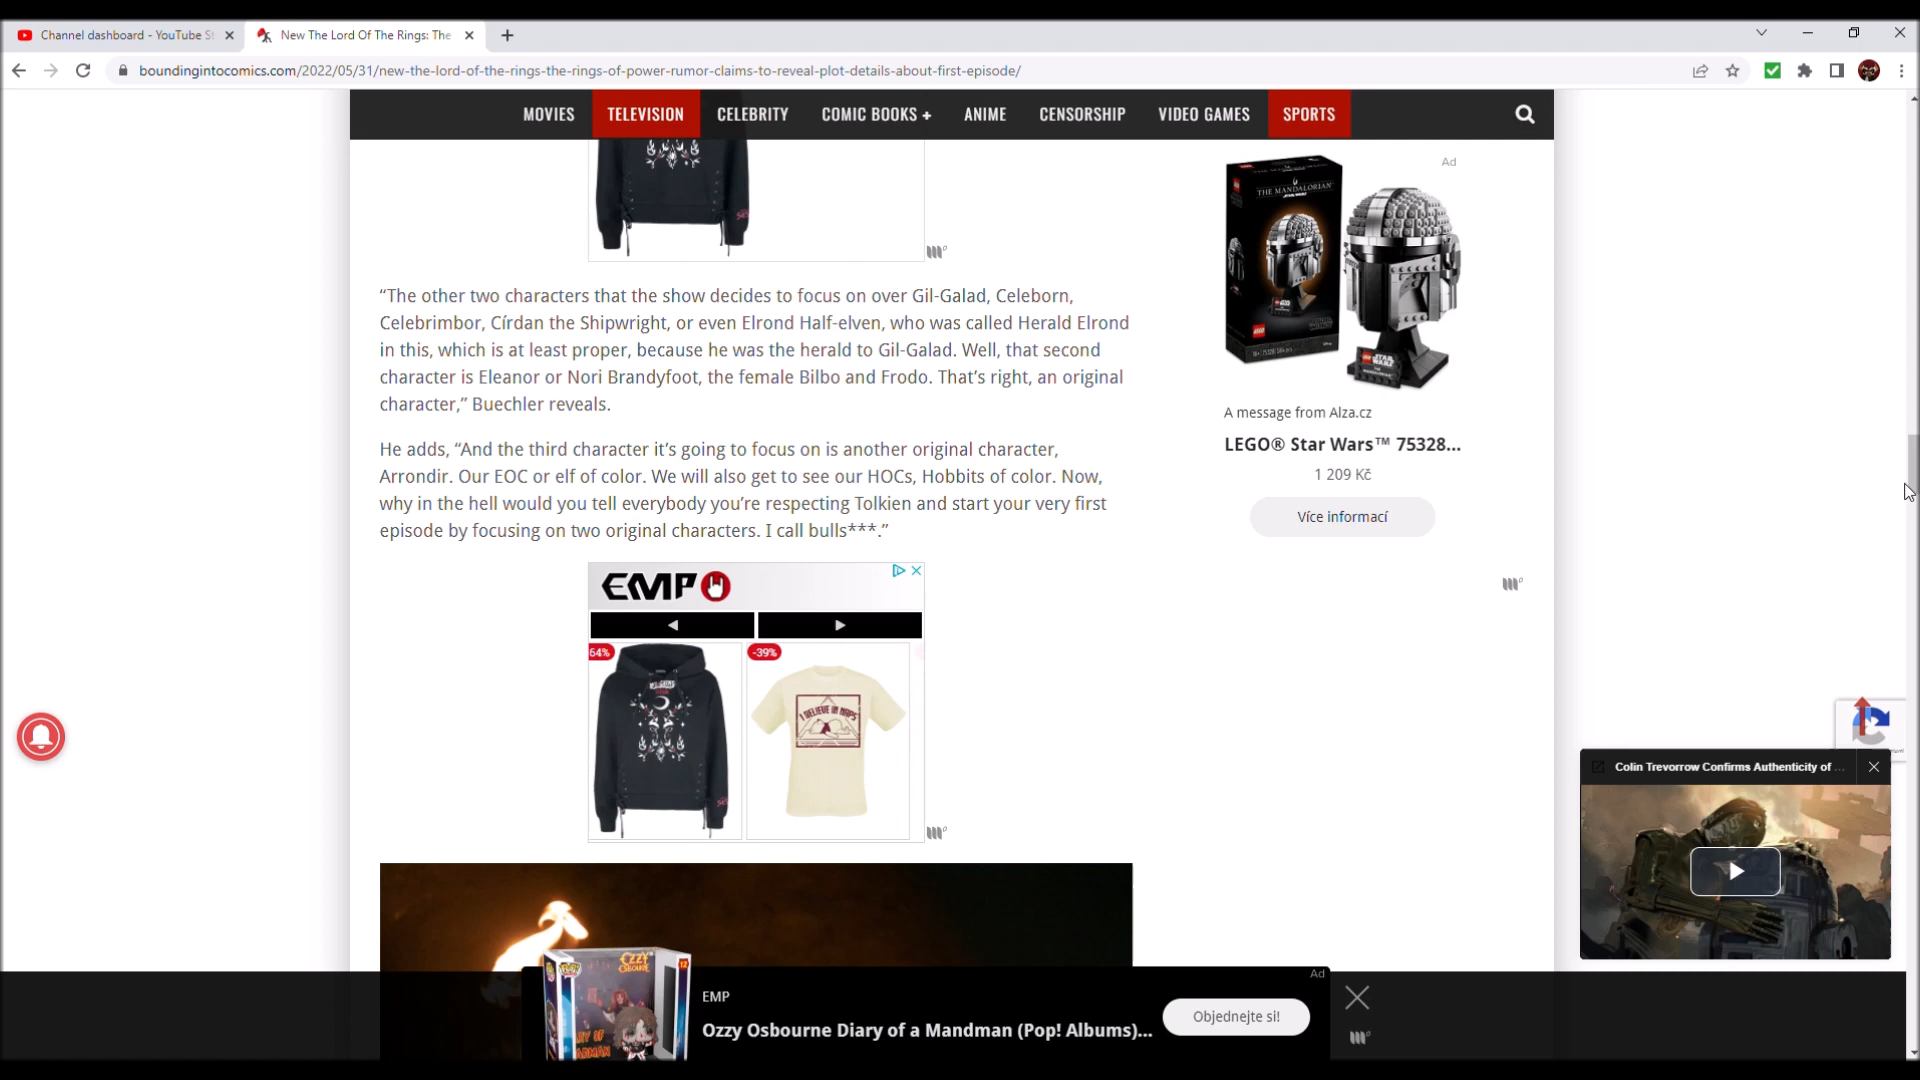 Channel dashboard - YouTube St
New The Lord Of The Rings: The
boundingintocomics.com/2022/05/31/new-the-lord-of-the-rings-the-rings-of-power-rumor-claims-to-reveal-plot-details-about-first-episode/
MOVIES TELEVISION CELEBRITY COMIC BOOKS + ANIME CENSORSHIP VIDEO GAMES SPORTS
Ad
THE MANDALORIAN
“The other two characters that the show decides to focus on over Gil-Galad, Celeborn,
Celebrimbor, Círdan the Shipwright, or even Elrond Half-elven, who was called Herald Elrond
in this, which is at least proper, because he was the herald to Gil-Galad. Well, that second
character is Eleanor or Nori Brandyfoot, the female Bilbo and Frodo. That’s right, an original
character,” Buechler reveals.
He adds, “And the third character it’s going to focus on is another original character,
Arrondir. Our EOC or elf of color. We will also get to see our HOCs, Hobbits of color. Now,
why in the hell would you tell everybody you’re respecting Tolkien and start your very first
episode by focusing on two original characters. I call bulls***.”
A message from Alza.cz
LEGO® Star Wars™ 75328...
1 209 Kč
Více informací
EMP
64%
-39%
I BELIEVE IN NAPS
Colin Trevorrow Confirms Authenticity of ...
Ad
OZZY
OSBOURNE
EMP
Ozzy Osbourne Diary of a Mandman (Pop! Albums)...
Objednejte si!